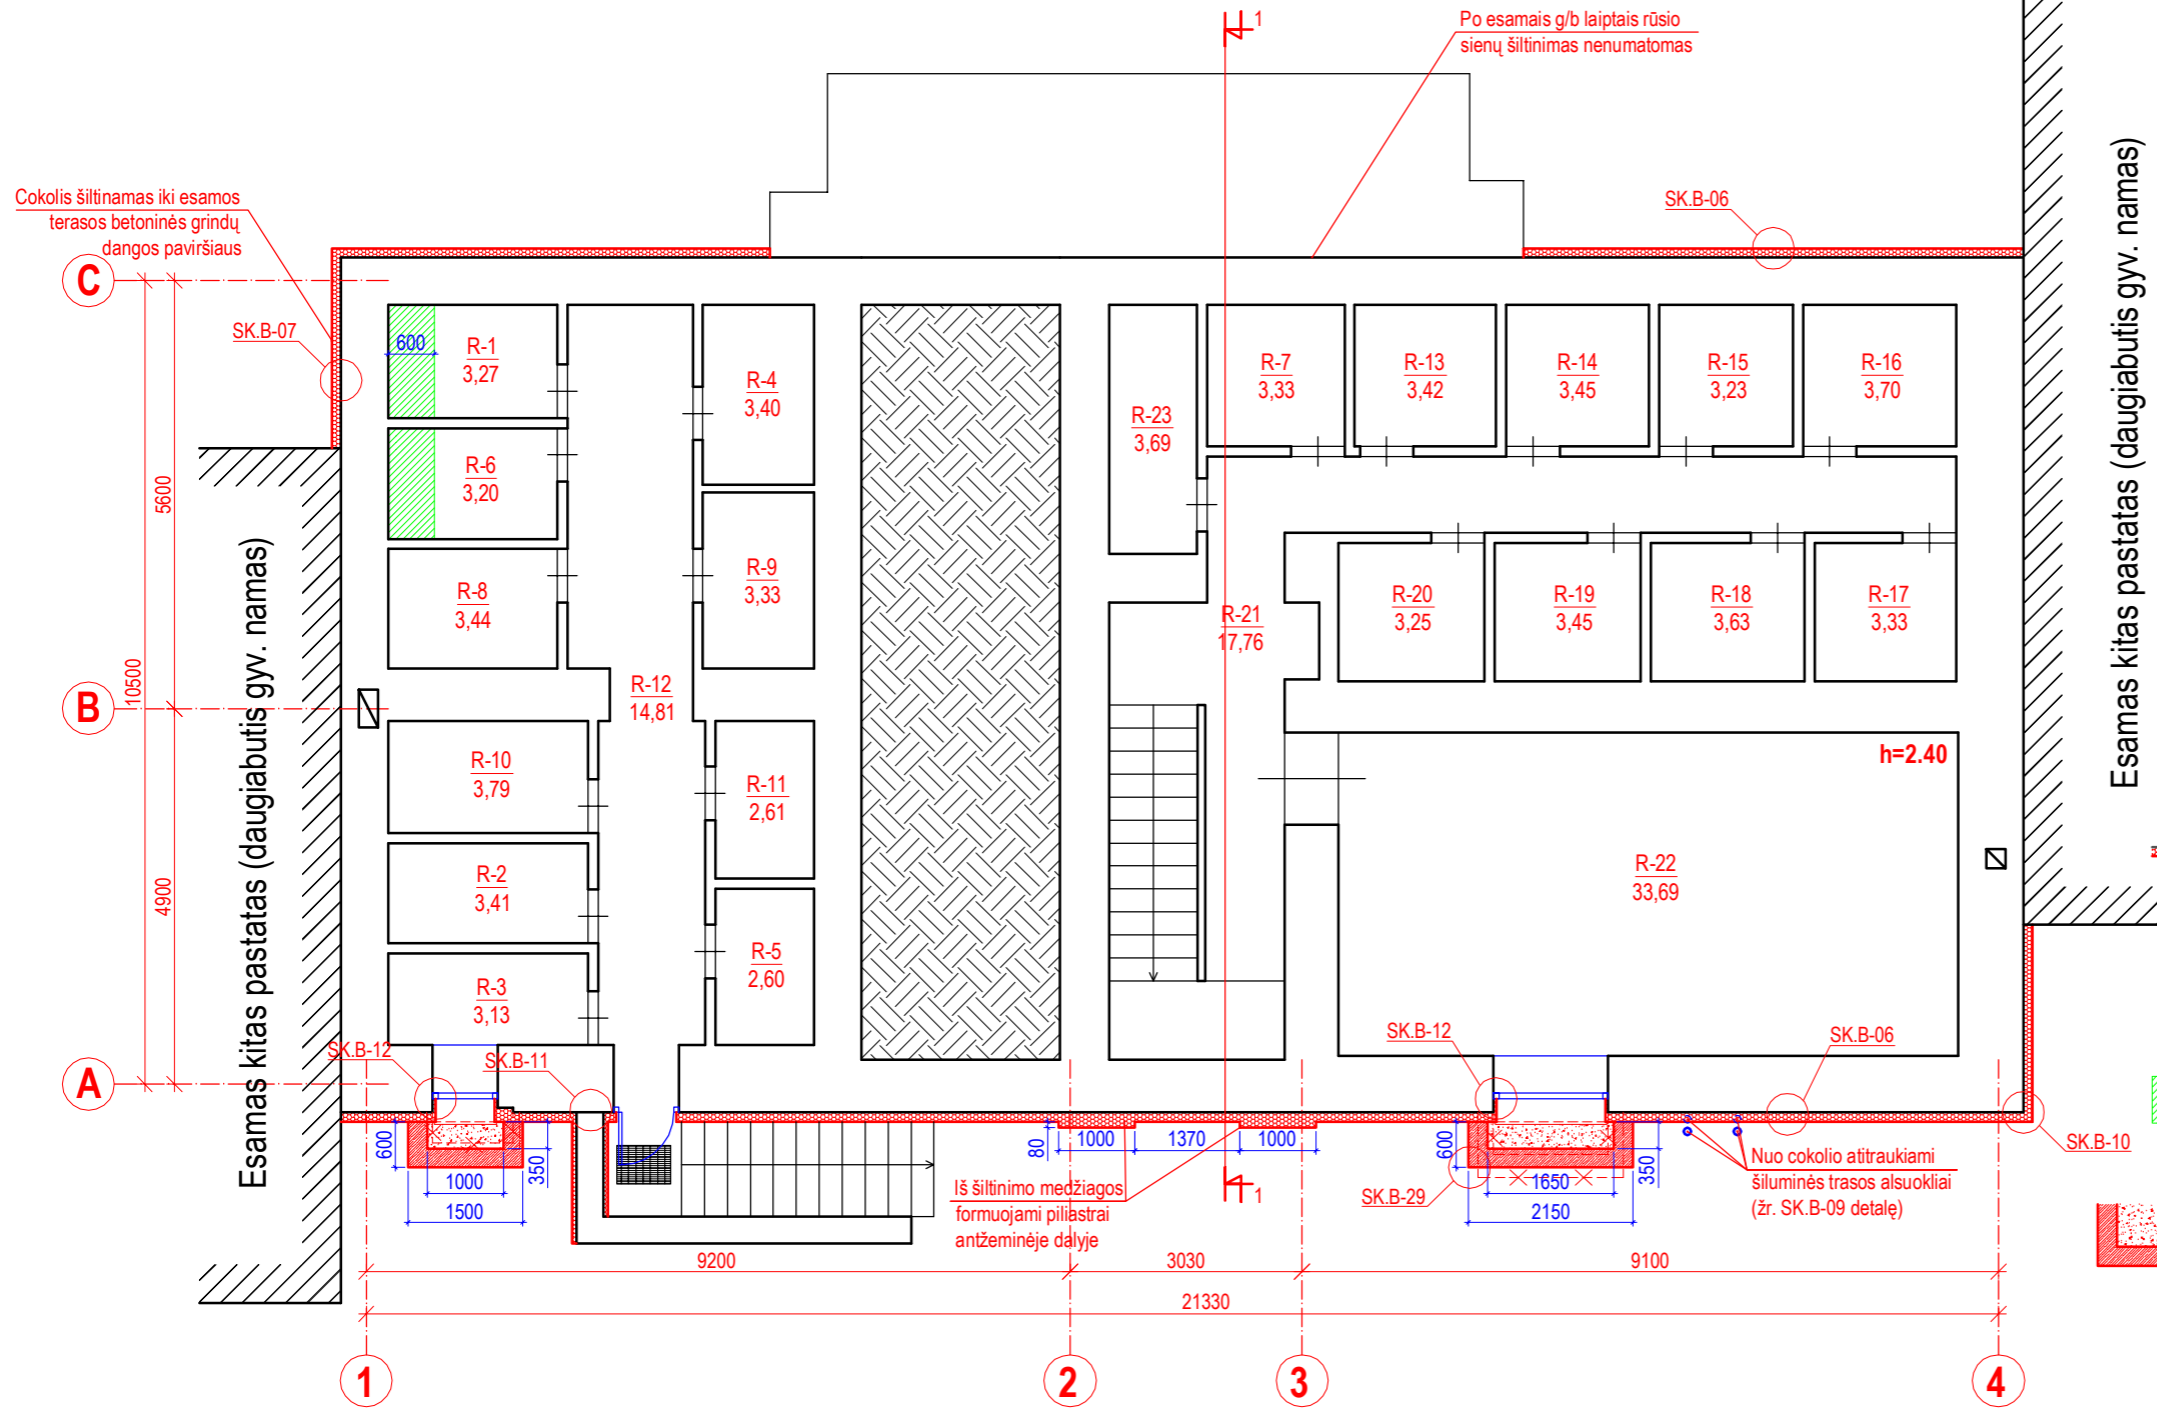 1
Po esamais g/b laiptais rūsio
sienų šiltinimas nenumatomas
Cokolis šiltinamas iki esamos
terasos betoninės grindų
dangos paviršiaus
SK.B-06
SK.B-07
C
B
A
5600
10500
4900
Esamas kitas pastatas (daugiabutis gyv. namas)
Esamas kitas pastatas (daugiabutis gyv. namas)
600
R-1
3,27
R-6
3,20
R-8
3,44
R-4
3,40
R-9
3,33
R-12
14,81
R-10
3,79
R-2
3,41
R-3
3,13
R-11
2,61
R-5
2,60
R-23
3,69
R-7
3,33
R-13
3,42
R-14
3,45
R-15
3,23
R-16
3,70
R-21
17,76
R-20
3,25
R-19
3,45
R-18
3,63
R-17
3,33
h=2.40
R-22
33,69
SK.B-12
SK.B-11
SK.B-12
SK.B-06
SK.B-10
SK.B-29
600
350
1000
1500
80
1000
1370
1000
600
350
1650
2150
Iš šiltinimo medžiagos
formuojami piliastrai
antžeminėje dalyje
Nuo cokolio atitraukiami
šiluminės trasos alsuokliai
(žr. SK.B-09 detalę)
1
9200
3030
9100
21330
1
2
3
4